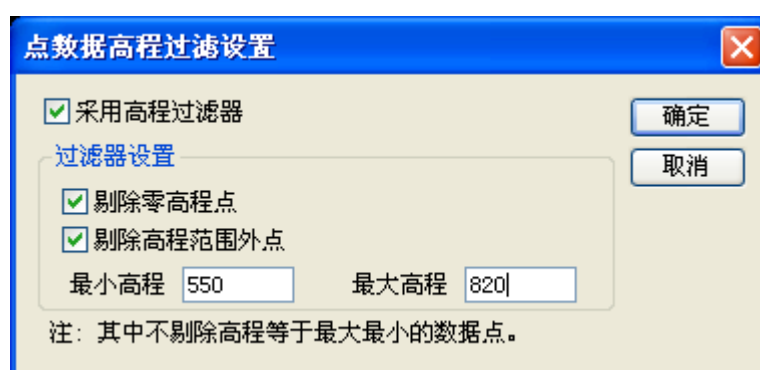 点数据高程过滤设置
采用高程过滤器
确定
过滤器设置
取消
剔除零高程点
剔除高程范围外点
最小高程 550 最大高程 820
注: 其中不剔除高程等于最大最小的数据点。